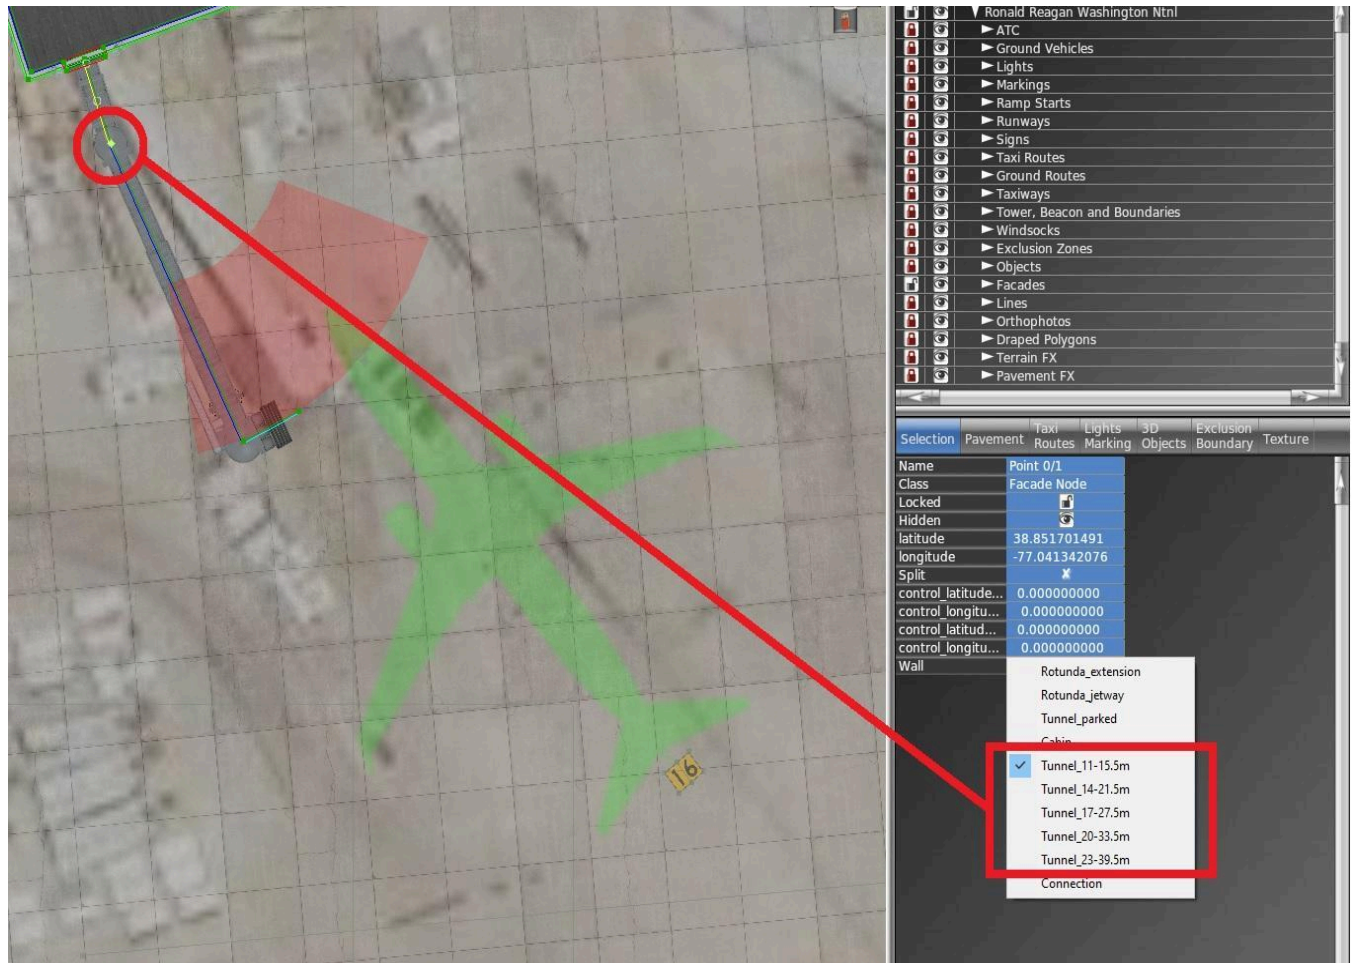 Ronald Reagan Washington Ntnl
ATC
Ground Vehicles
Lights
Markings
Ramp Starts
Runways
Signs
Taxi Routes
Ground Routes
Taxiways
Tower, Beacon and Boundaries
Windsocks
Exclusion Zones
Objects
Facades
Lines
Orthophotos
Draped Polygons
Terrain FX
Pavement FX
Selection Pavement Taxi Routes Lights Marking 3D Objects Exclusion Boundary Texture
Name Point 0/1
Class Facade Node
Locked
Hidden
latitude 38.851701491
longitude -77.041342076
Split
control_latitude... 0.000000000
control_longitu... 0.000000000
control_latitud... 0.000000000
control_longitu... 0.000000000
Wall
Rotunda_extension
Rotunda_jetway
Tunnel_parked
Cabin
Tunnel_11-15.5m
Tunnel_14-21.5m
Tunnel_17-27.5m
Tunnel_20-33.5m
Tunnel_23-39.5m
Connection
16